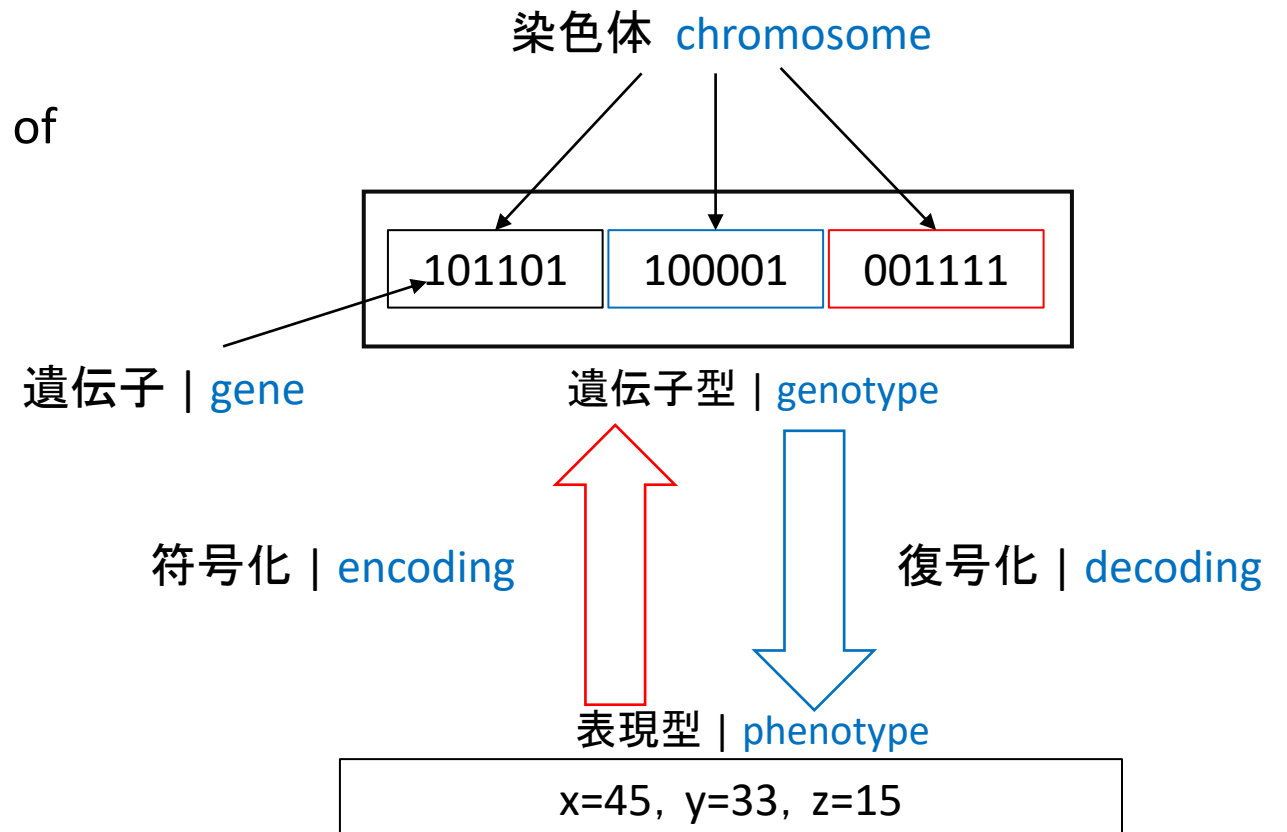 染色体 chromosome
of
101101 100001 001111
遺伝子 | gene
遺伝子型 | genotype
符号化 | encoding
復号化 | decoding
表現型 | phenotype
x=45, y=33, z=15